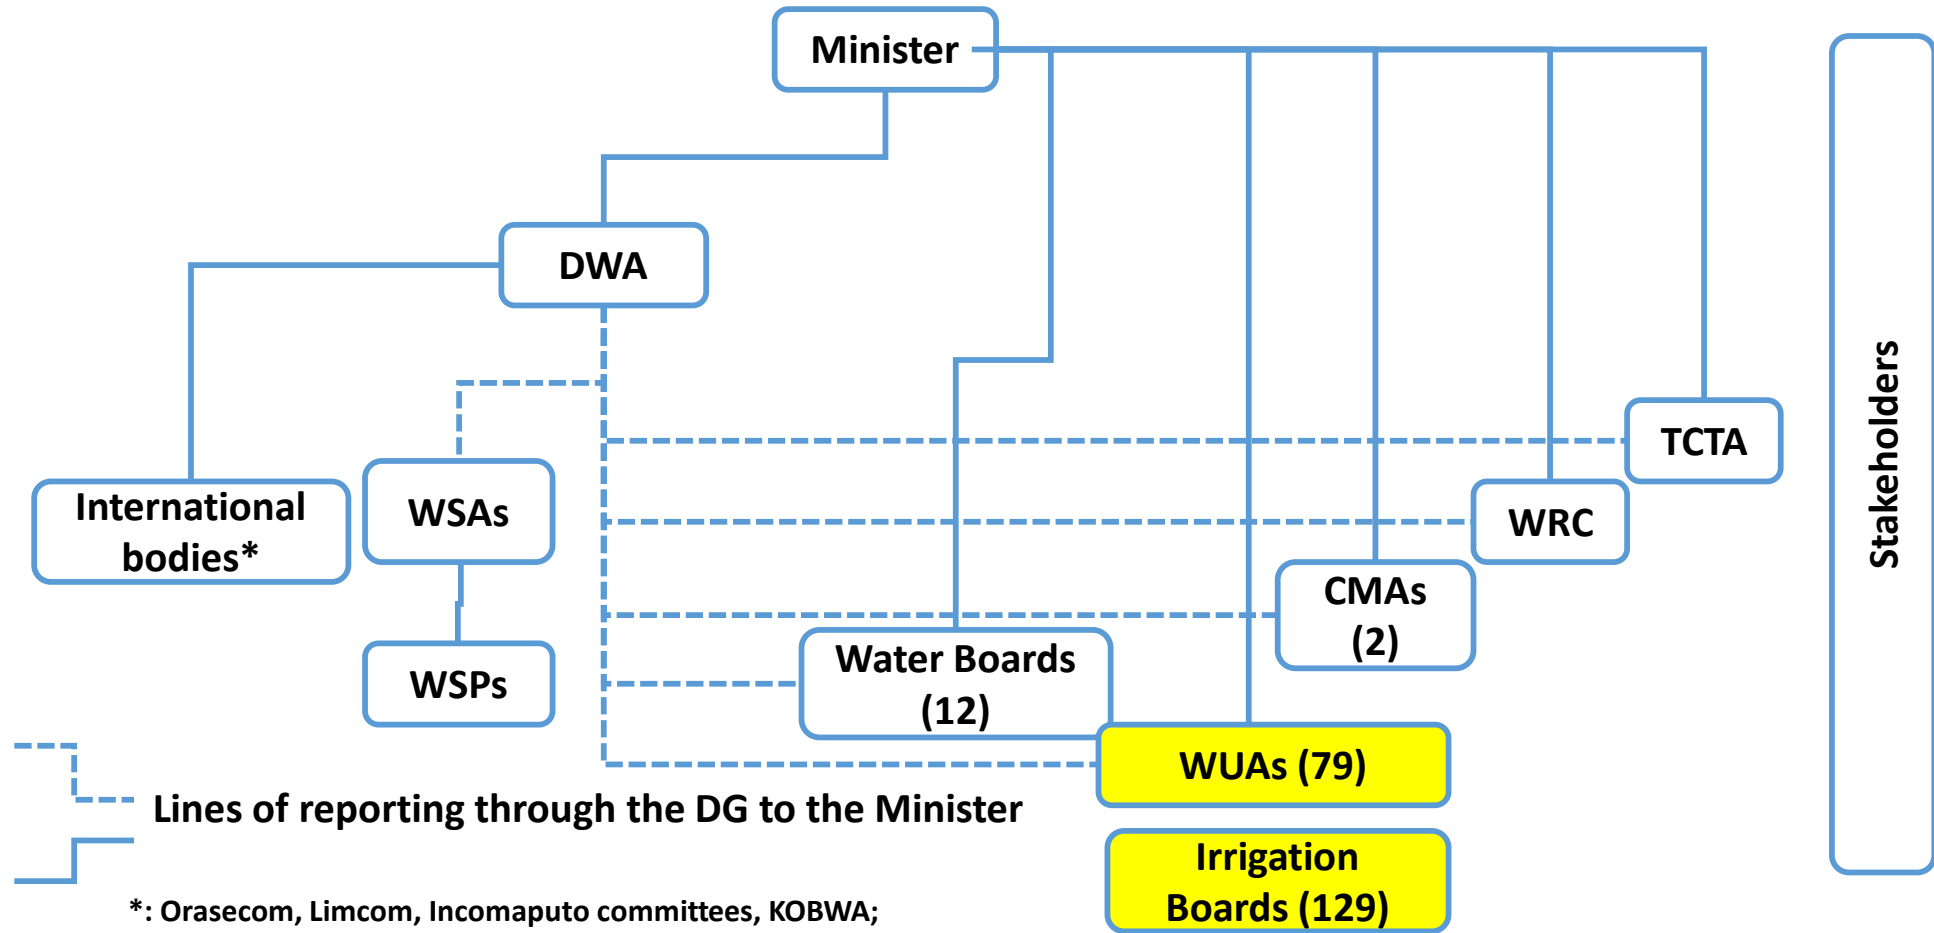 Minister
DWA
International
bodies*
WSAs
WSPs
Water Boards
(12)
WUAs (79)
Irrigation
Boards (129)
CMAs
(2)
WRC
TCTA
Stakeholders
Lines of reporting through the DG to the Minister
*: Orasecom, Limcom, Incomaputo committees, KOBWA;